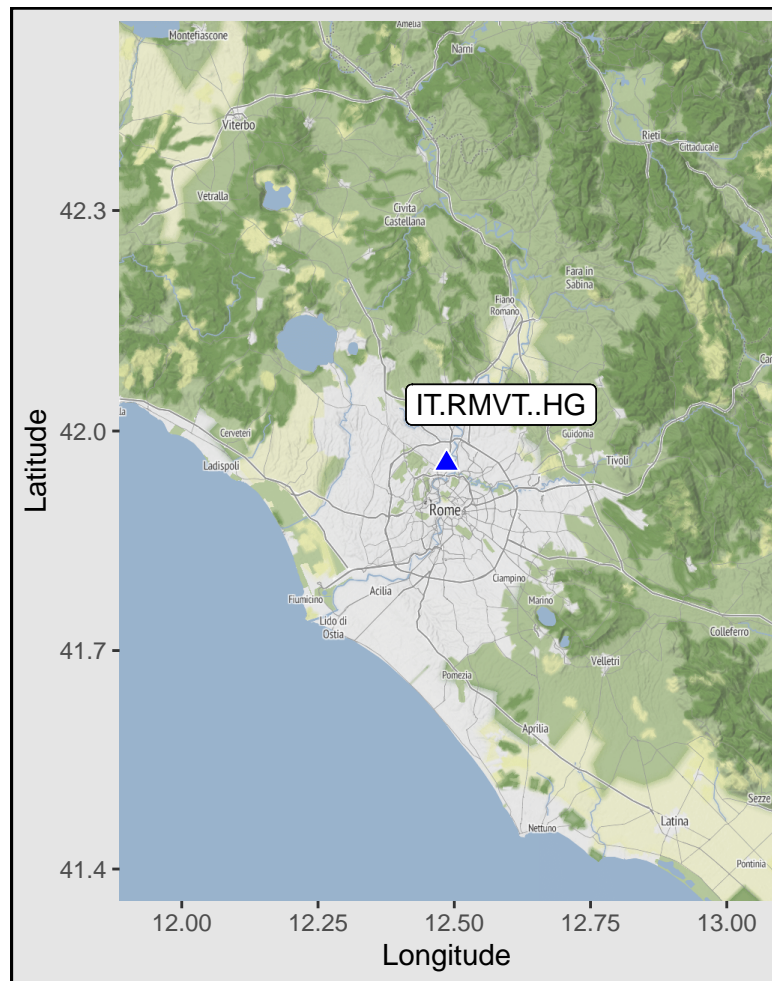 Amelia
Montefiascone
Narni
Viterbo
Rieti
Cittaducale
Vetralla
42.3
Civita
Castellana
Fara in
Sabina
Fiano
Romano
Car
42.0
IT.RMVT..HG
la
Cerveteri
Guidonia
Ladispoli
Tivoli
Latitude
Rome
Ciampino
Fiumicino
Acilia
Marino
Lido di
Ostia
Colleferro
41.7
Velletri
Pomezia
Aprilia
Sezze
Latina
Nettuno
Pontinia
41.4
12.00
12.25
12.50
12.75
13.00
Longitude